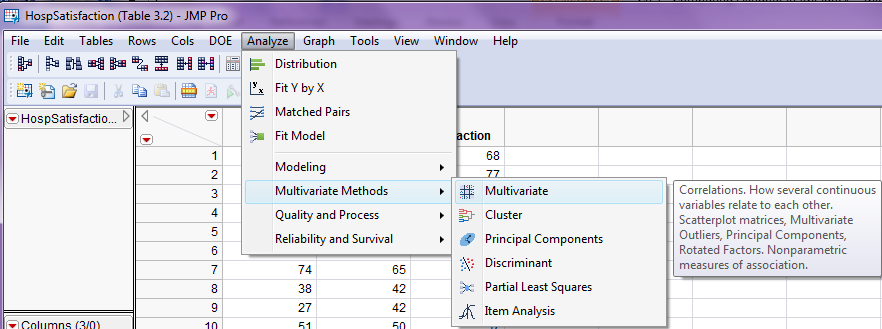 HospSatisfaction (Table 3.2) - JMP Pro
File Edit Tables Rows Cols DOE Analyze Graph Tools View Window Help
Distribution
Fit Y by X
Matched Pairs
Fit Model
Modeling
Multivariate Methods
Quality and Process
Reliability and Survival
Multivariate
Cluster
Principal Components
Discriminant
Partial Least Squares
Item Analysis
Correlations. How several continuous
variables relate to each other.
Scatterplot matrices, Multivariate
Outliers, Principal Components,
Rotated Factors. Nonparametric
measures of association.
HospSatisfactio...
Columns (3/0)
action
1 68
2 77
3
4
5
6
7 74 65
8 38 42
9 27 42
10 51 50